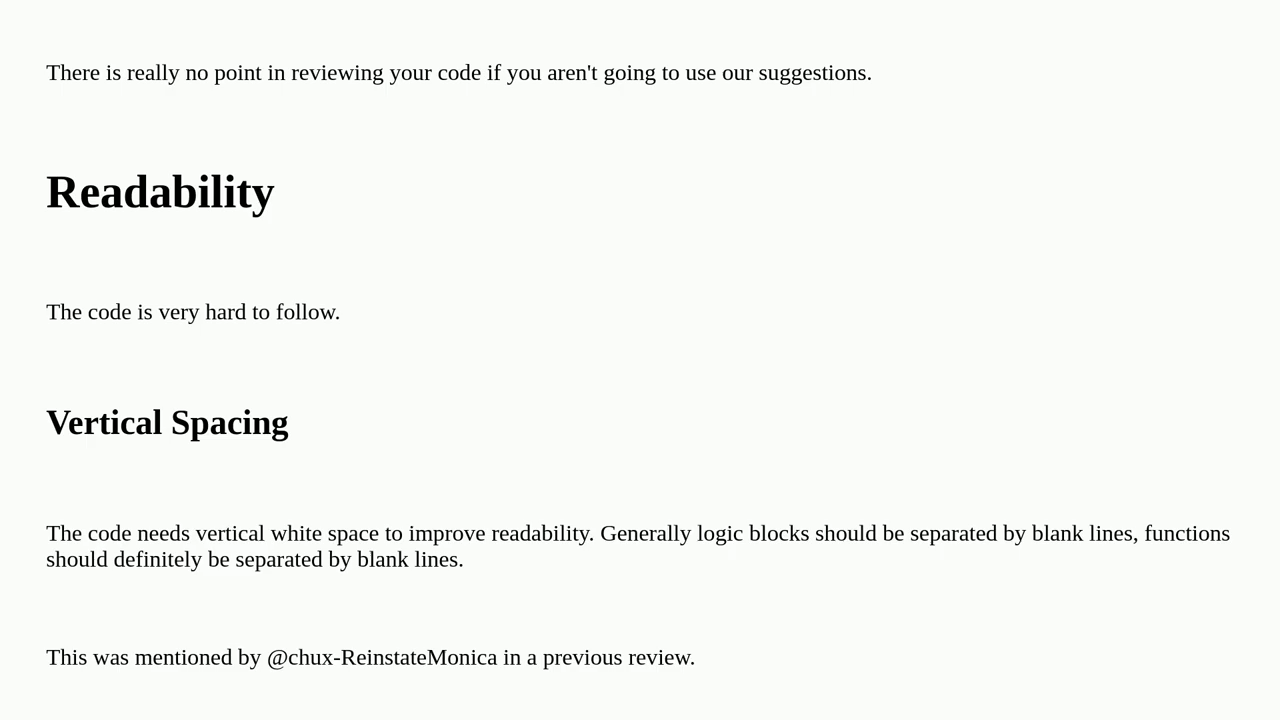 There is really no point in reviewing your code if you aren't going to use our suggestions.
Readability
The code is very hard to follow.
Vertical Spacing
The code needs vertical white space to improve readability. Generally logic blocks should be separated by blank lines, functions
should definitely be separated by blank lines.
This was mentioned by @chux-ReinstateMonica in a previous review.